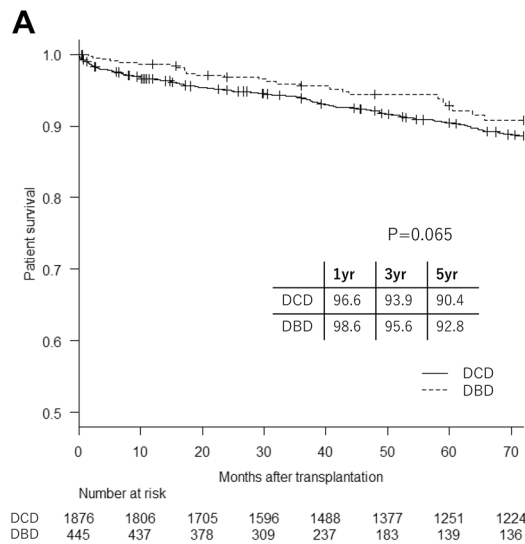 A
1.0
0.9
0.8
0.7
0.6
0.5
Patient survival
P=0.065
1yr 3yr 5yr
DCD 96.6 93.9 90.4
DBD 98.6 95.6 92.8
DCD
DBD
0 10 20 30 40 50 60 70
Months after transplantation
Number at risk
DCD 1876 1806 1705 1596 1488 1377 1251 1224
DBD 445 437 378 309 237 183 139 136